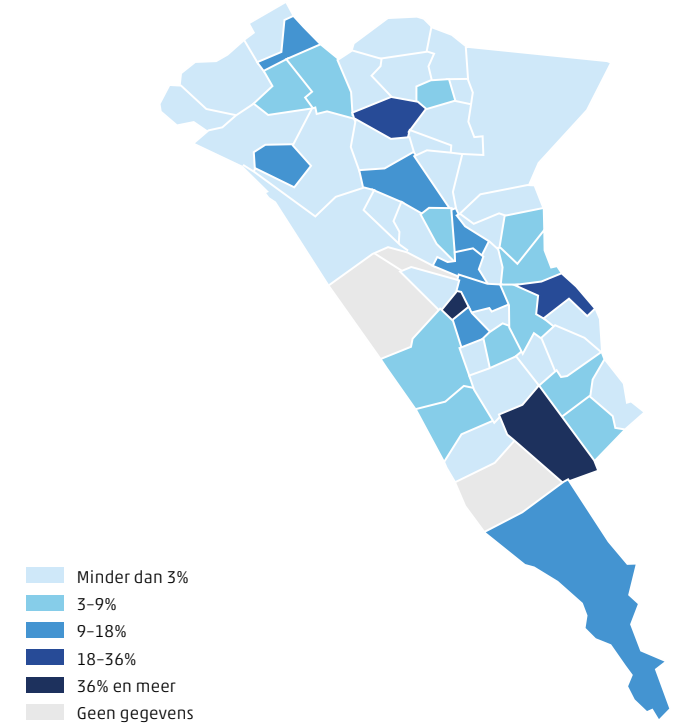 Minder dan 3%
3–9%
9–18%
18–36%
36% en meer
Geen gegevens